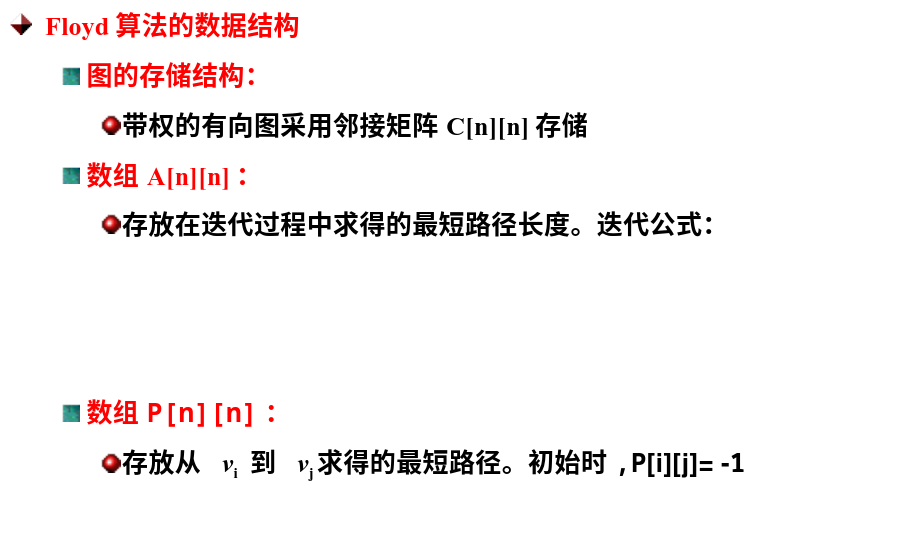 Floyd 算法的数据结构
图的存储结构：
带权的有向图采用邻接矩阵 C[n][n] 存储
数组 A[n][n]：
存放在迭代过程中求得的最短路径长度。迭代公式：
数组 P[n][n]：
存放从 vi 到 vj 求得的最短路径。初始时 , P[i][j]= -1